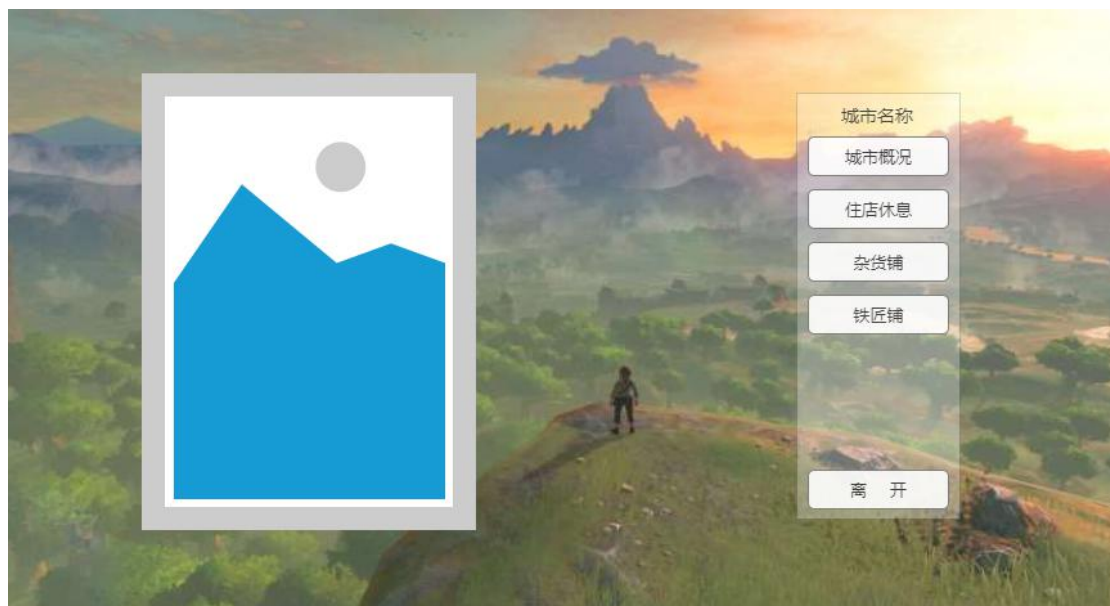 城市名称
城市概况
住店休息
杂货铺
铁匠铺
离 开